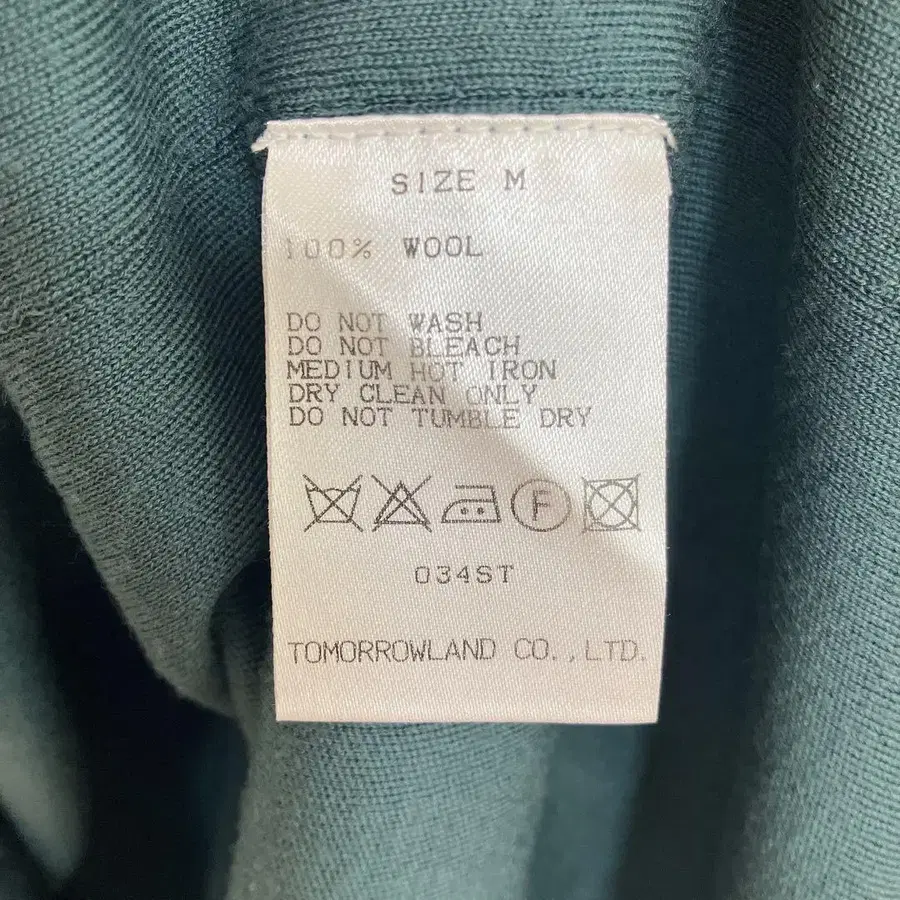 SIZE M
100% WOOL
DO NOT WASH
DO NOT BLEACH
MEDIUM HOT IRON
DRY CLEAN ONLY
DO NOT TUMBLE DRY
F
034ST
TOMORROWLAND CO.,LTD.